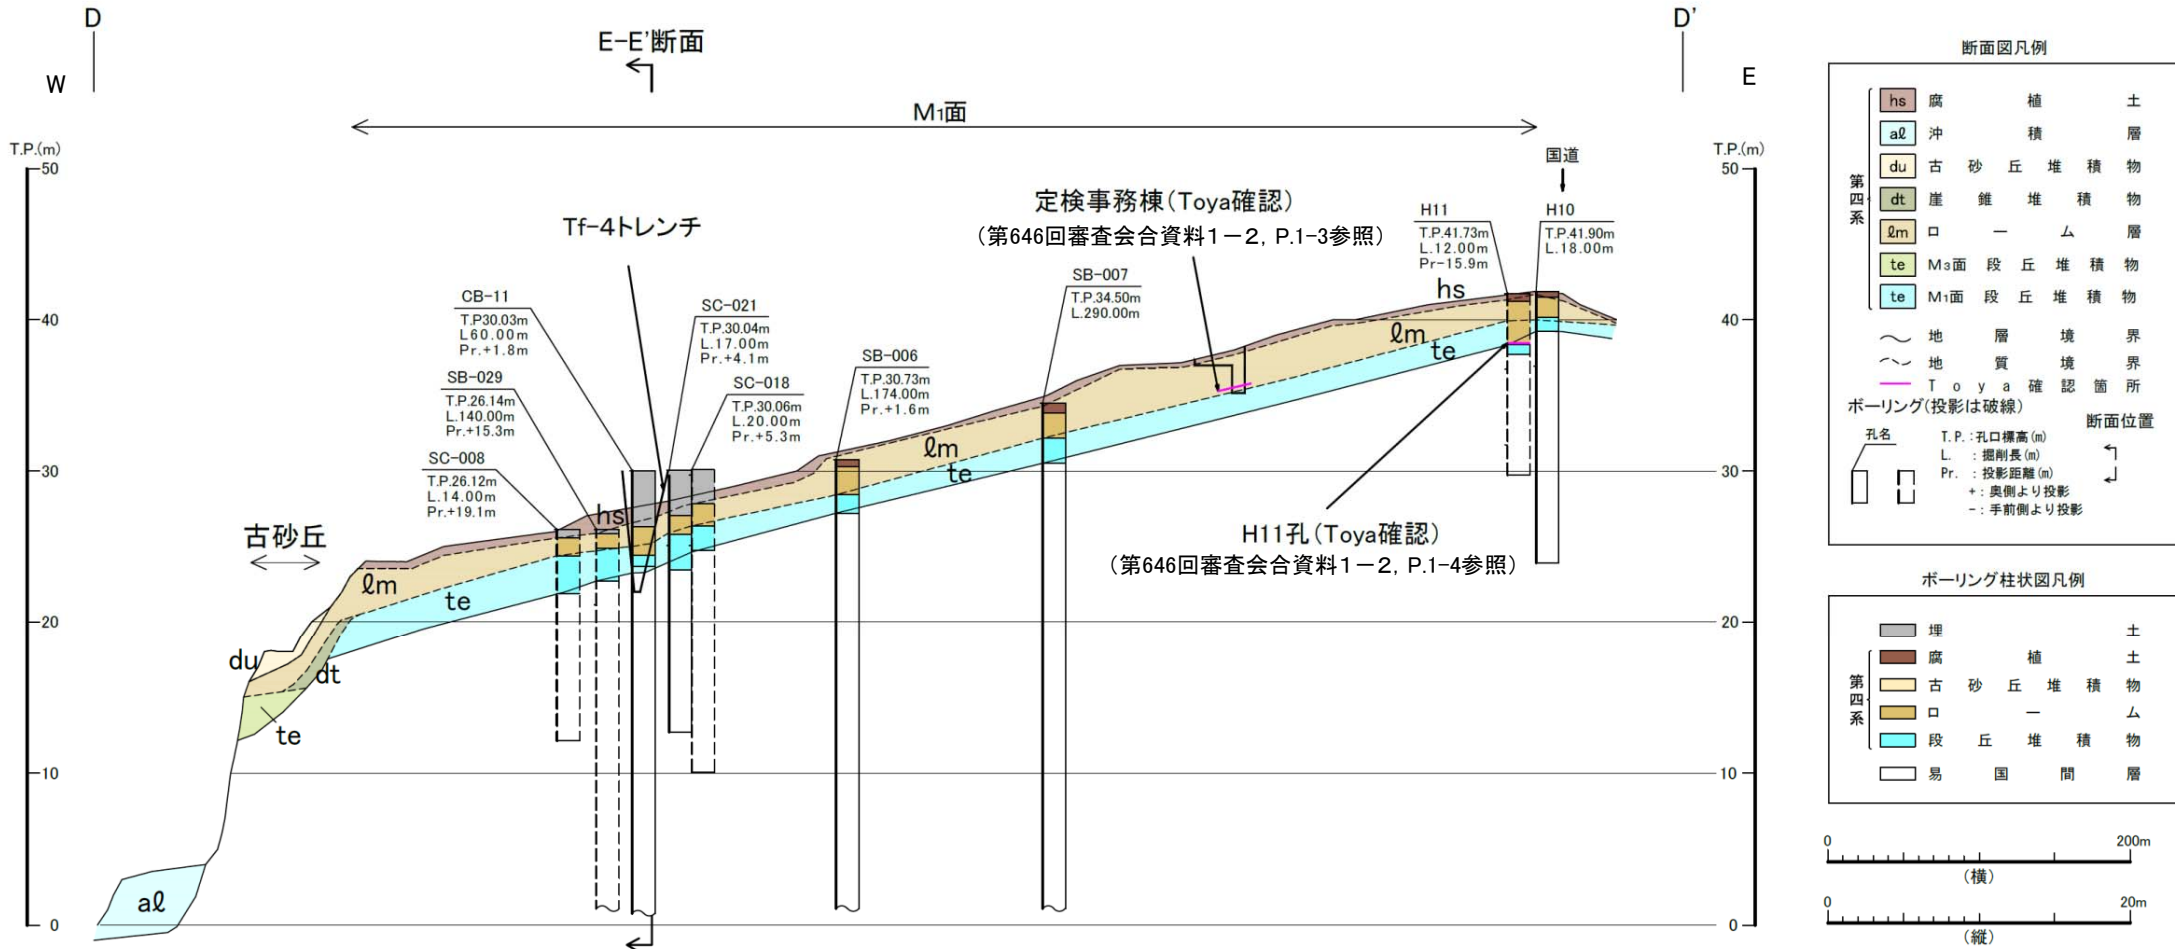 D
D'
E-E'断面
W
E
M₁面
T.P.(m)
T.P.(m)
50
40
30
20
10
0
50
40
30
20
10
0
国道
定検事務棟(Toya確認)
(第646回審査会合資料1-2, P.1-3参照)
Tf-4トレンチ
H11
T.P.41.73m
L.12.00m
Pr-15.9m
H10
T.P.41.90m
L.18.00m
SB-007
T.P.34.50m
L.290.00m
CB-11
T.P30.03m
L60.00m
Pr.+1.8m
SC-021
T.P.30.04m
L.17.00m
Pr.+4.1m
SB-006
T.P.30.73m
L.174.00m
Pr.+1.6m
SB-029
T.P.26.14m
L.140.00m
Pr.+15.3m
SC-018
T.P.30.06m
L.20.00m
Pr.+5.3m
SC-008
T.P.26.12m
L.14.00m
Pr.+19.1m
hs
ℓm
te
ℓm
te
hs
古砂丘
ℓm
te
du
dt
te
aℓ
H11孔(Toya確認)
(第646回審査会合資料1-2, P.1-4参照)
断面図凡例
第四系
hs 腐植土
aℓ 沖積層
du 古砂丘堆積物
dt 崖錐堆積物
ℓm ローム層
te M₃面段丘堆積物
te M₁面段丘堆積物
地層境界
地質境界
Toya確認箇所
ボーリング(投影は破線)
断面位置
孔名
T.P.:孔口標高(m)
L. :掘削長(m)
Pr. :投影距離(m)
+:奥側より投影
-:手前側より投影
ボーリング柱状図凡例
第四系
埋土
腐植土
古砂丘堆積物
ローム
段丘堆積物
易国間層
0 200m
(横)
0 20m
(縦)